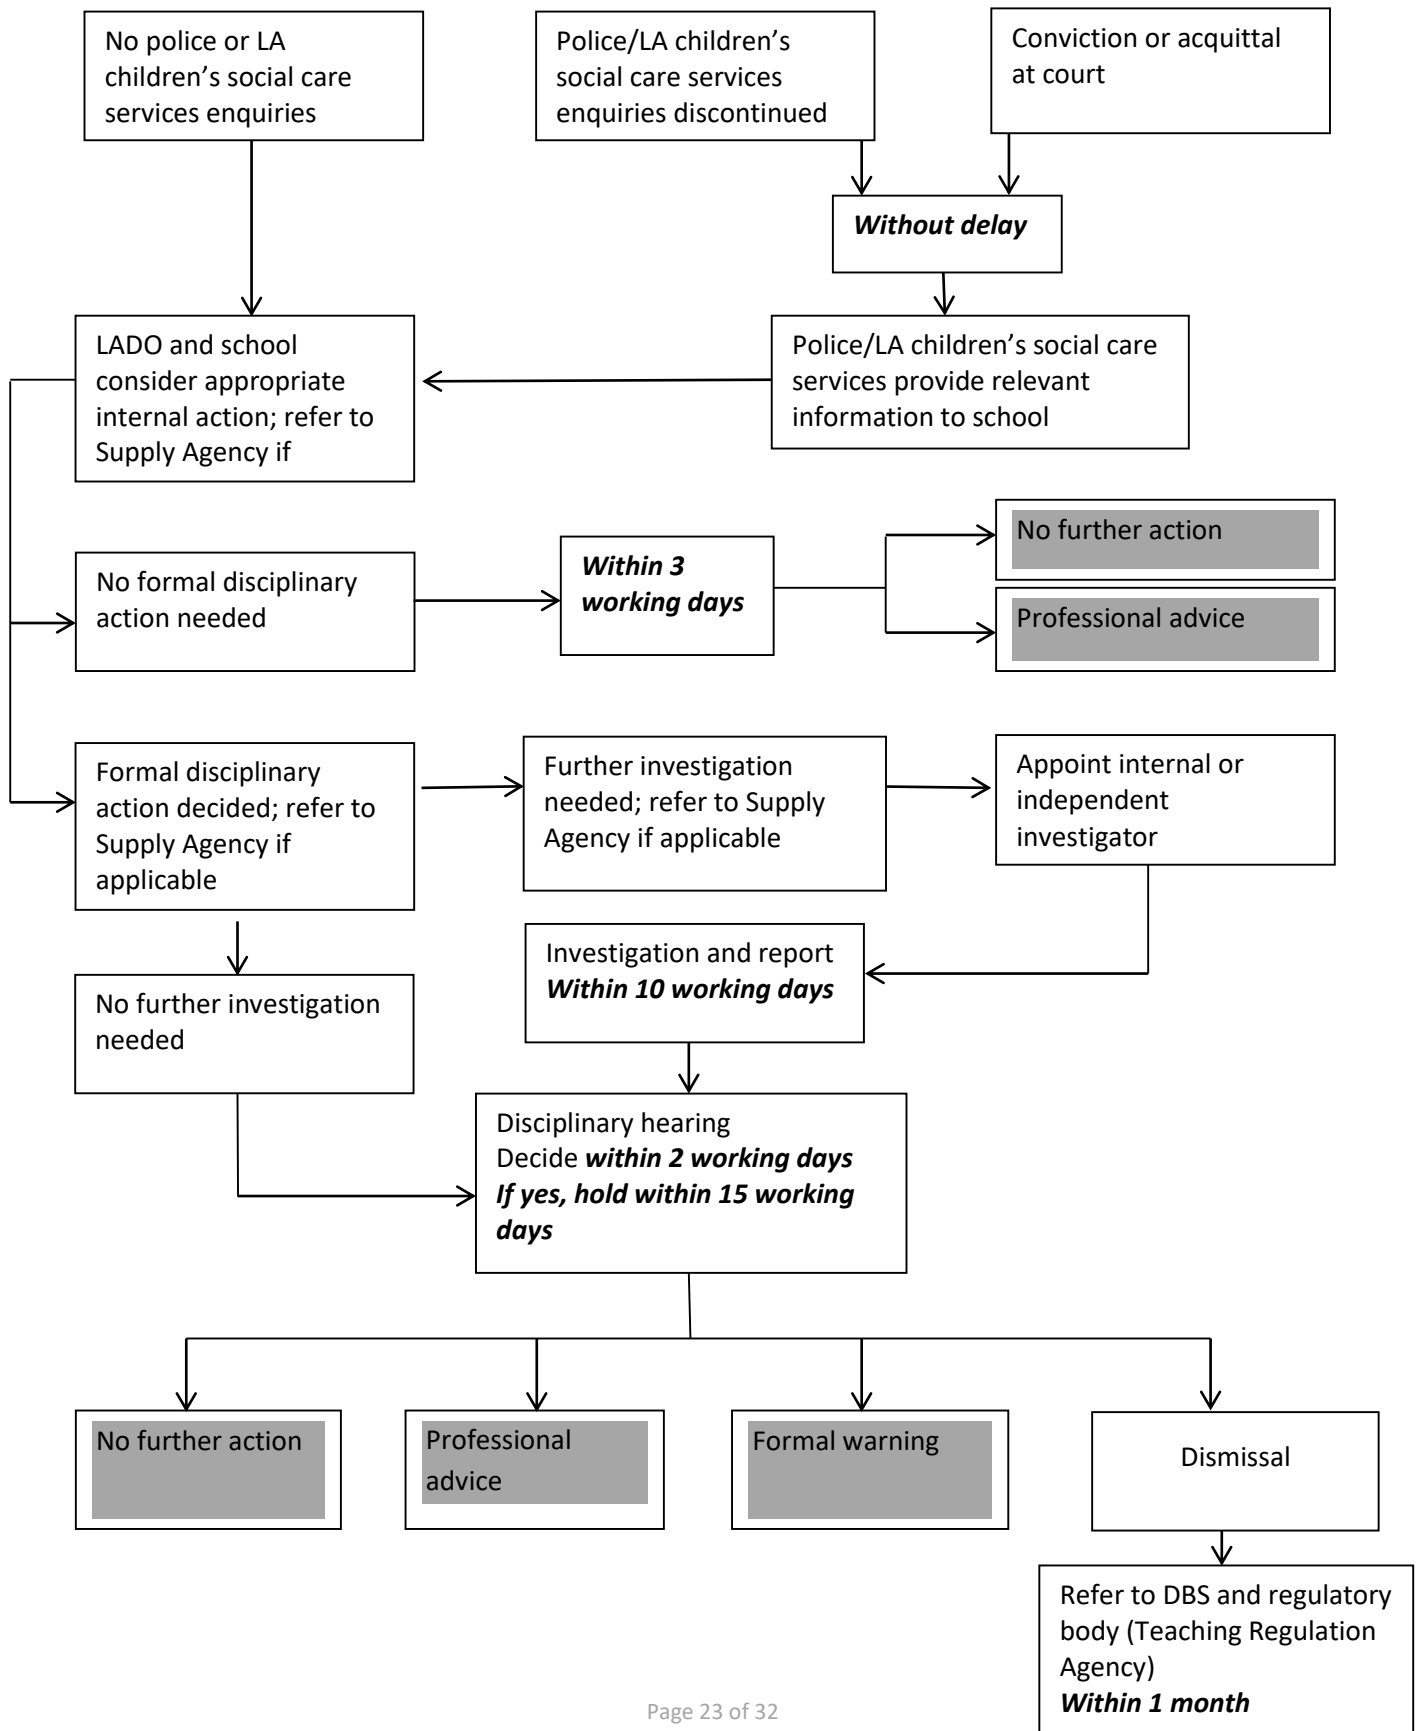 No police or LA
children’s social care
services enquiries
Police/LA children’s
social care services
enquiries discontinued
Conviction or acquittal
at court
Without delay
LADO and school
consider appropriate
internal action; refer to
Supply Agency if
Police/LA children’s social care
services provide relevant
information to school
No formal disciplinary
action needed
Within 3
working days
No further action
Professional advice
Formal disciplinary
action decided; refer to
Supply Agency if
applicable
Further investigation
needed; refer to Supply
Agency if applicable
Appoint internal or
independent
investigator
Investigation and report
Within 10 working days
No further investigation
needed
Disciplinary hearing
Decide within 2 working days
If yes, hold within 15 working
days
No further action
Professional
advice
Formal warning
Dismissal
Refer to DBS and regulatory
body (Teaching Regulation
Agency)
Within 1 month
Page 23 of 32